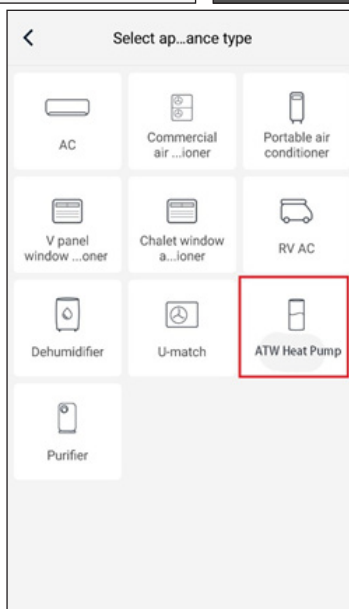 Select ap...ance type
AC
Commercial
air ...ioner
Portable air
conditioner
V panel
window ...oner
Chalet window
a...ioner
RV AC
Dehumidifier
U-match
ATW Heat Pump
Purifier